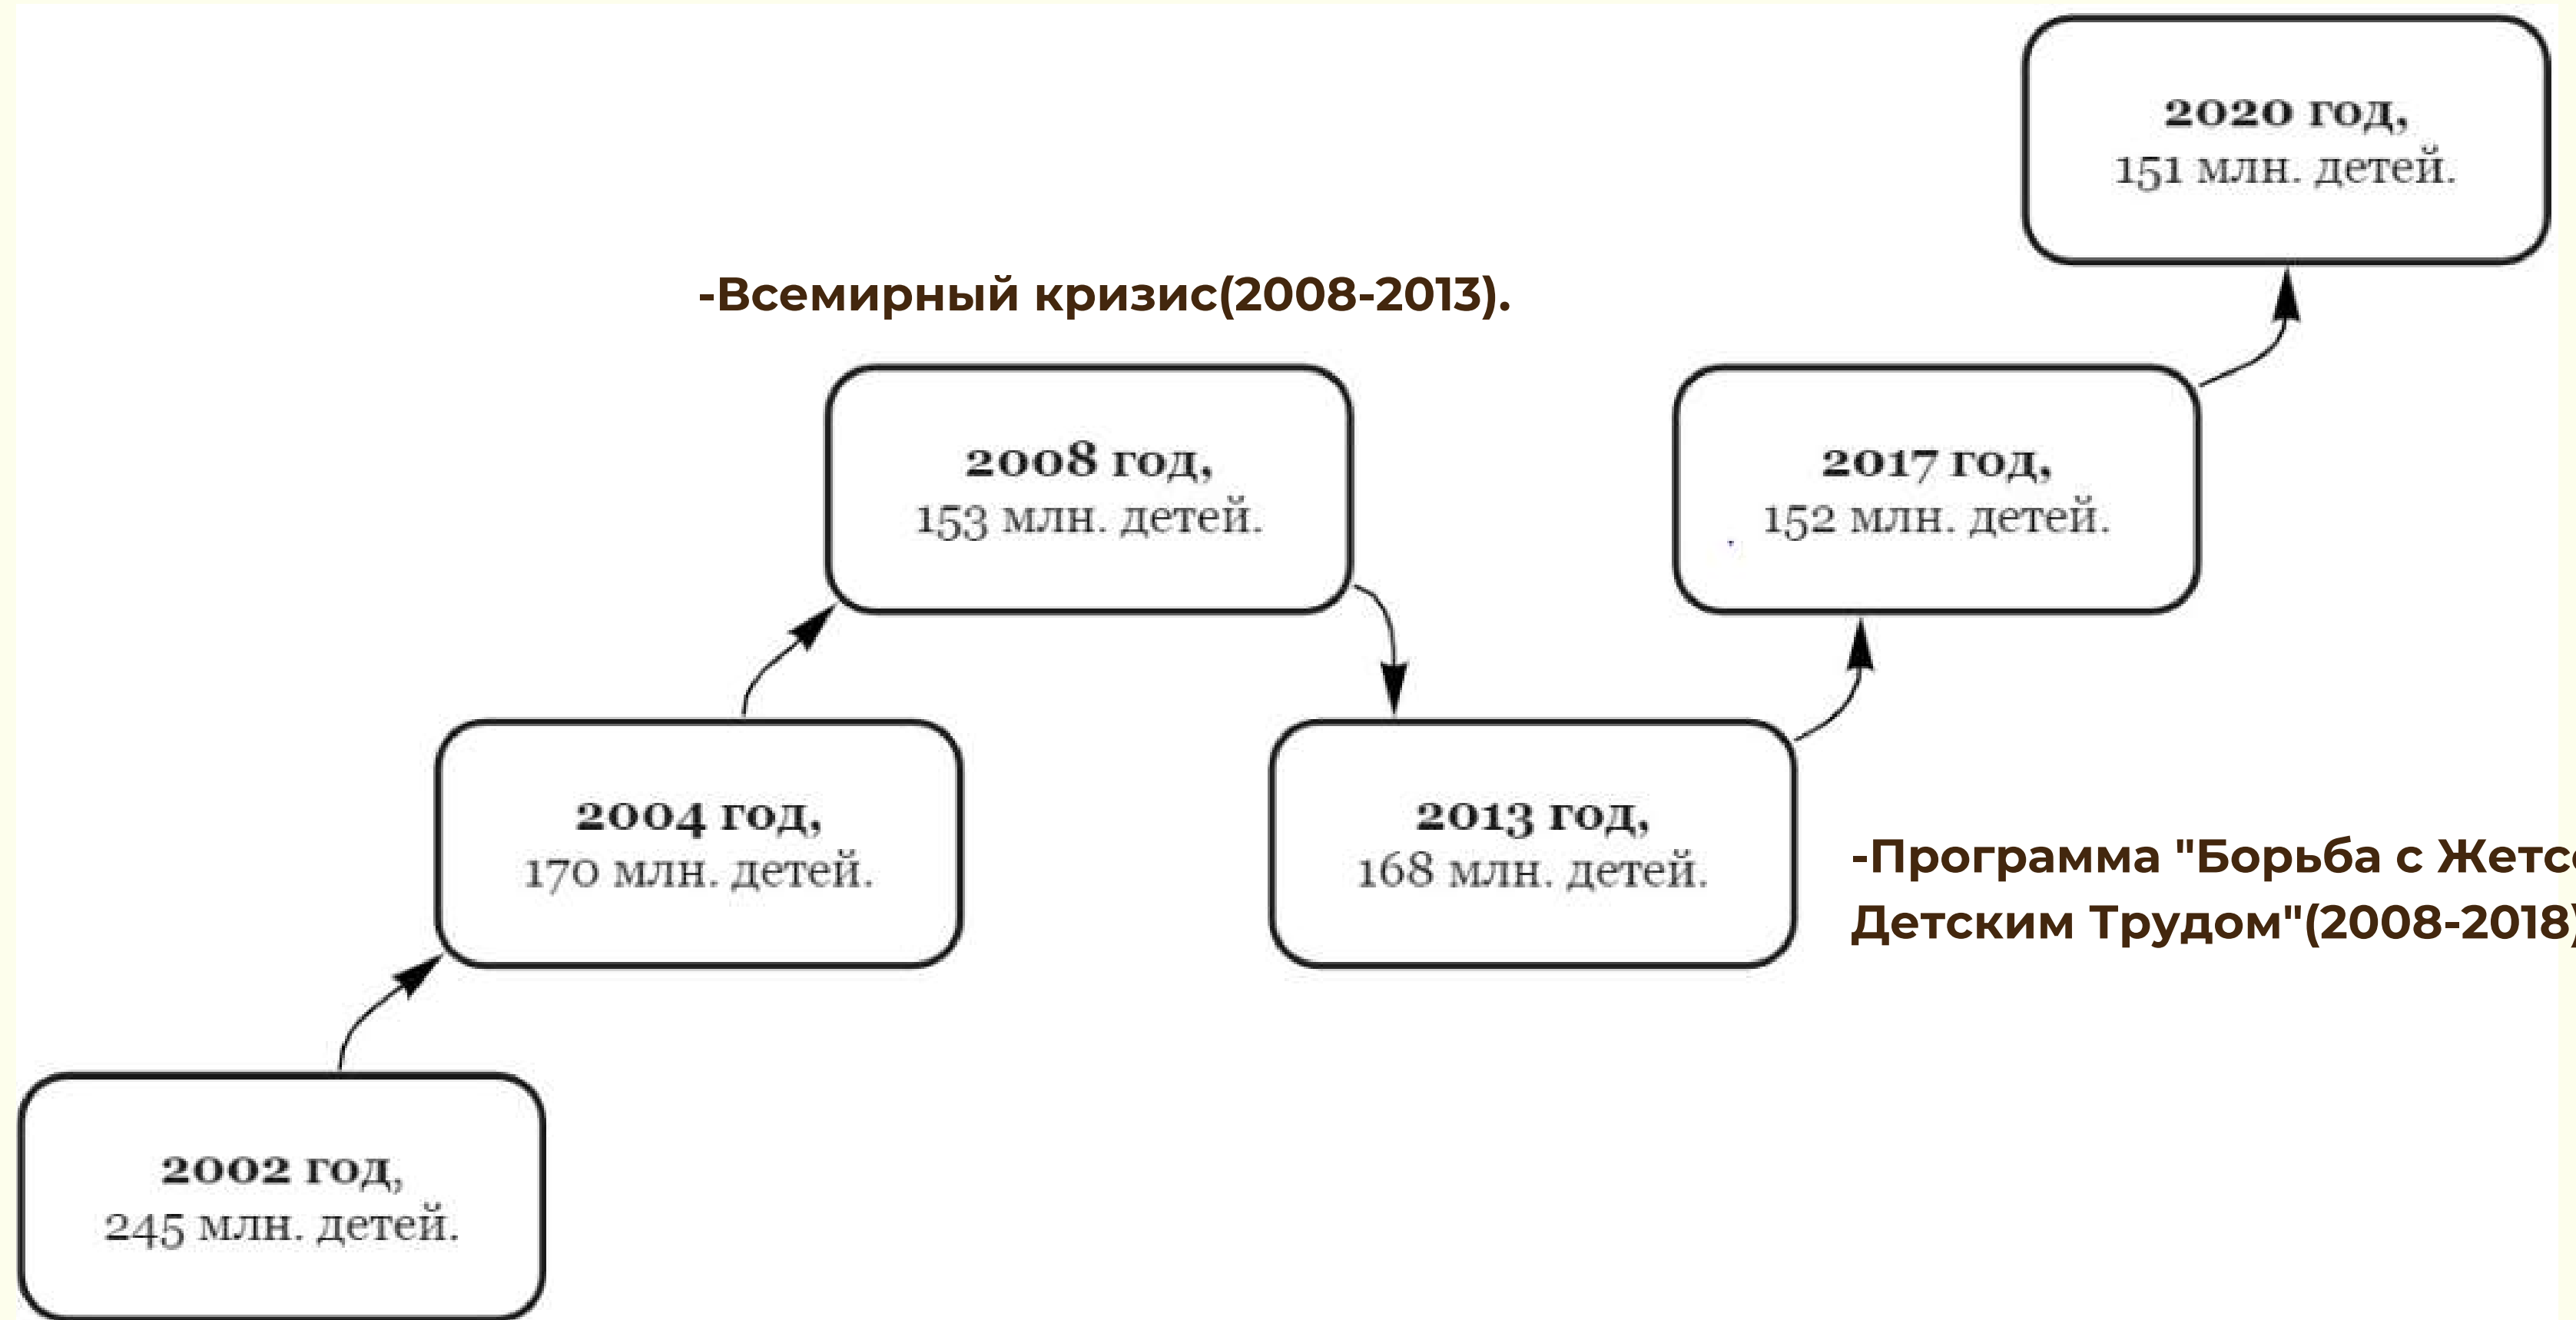 2020 год,
151 млн. детей.
-Всемирный кризис(2008-2013).
2008 год,
153 млн. детей.
2017 год,
152 млн. детей.
2004 год,
170 млн. детей.
2013 год,
168 млн. детей.
-Программа "Борьба с
Детским Трудом"(2008-2018)
2002 год,
245 млн. детей.